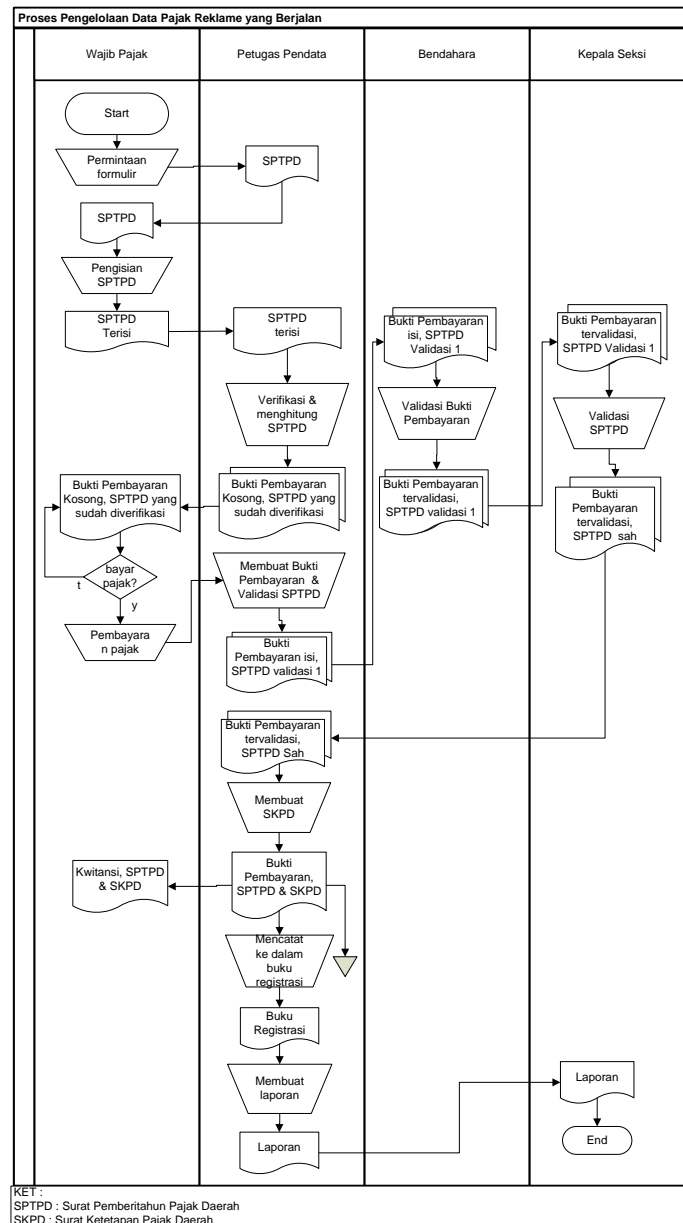 Proses Pengelolaan Data Pajak Reklame yang Berjalan
Wajib Pajak
Petugas Pendata
Bendahara
Kepala Seksi
Start
Permintaan
formulir
SPTPD
SPTPD
Pengisian
SPTPD
SPTPD
Terisi
SPTPD
terisi
Bukti Pembayaran
isi, SPTPD
Validasi 1
Bukti Pembayaran
tervalidasi,
SPTPD Validasi 1
Verifikasi &
menghitung
SPTPD
Validasi Bukti
Pembayaran
Validasi
SPTPD
Bukti Pembayaran
Kosong, SPTPD yang
sudah diverifikasi
Bukti Pembayaran
Kosong, SPTPD yang
sudah diverifikasi
Bukti Pembayaran
tervalidasi,
SPTPD validasi 1
Bukti
Pembayaran
tervalidasi,
SPTPD sah
bayar
pajak?
t
y
Membuat Bukti
Pembayaran &
Validasi SPTPD
Pembayara
n pajak
Bukti
Pembayaran isi,
SPTPD validasi 1
Bukti Pembayaran
tervalidasi,
SPTPD Sah
Membuat
SKPD
Kwitansi, SPTPD
& SKPD
Bukti
Pembayaran,
SPTPD & SKPD
Mencatat
ke dalam
buku
registrasi
Buku
Registrasi
Membuat
laporan
Laporan
Laporan
End
KET :
SPTPD : Surat Pemberitahun Pajak Daerah
SKPD : Surat Ketetapan Pajak Daerah